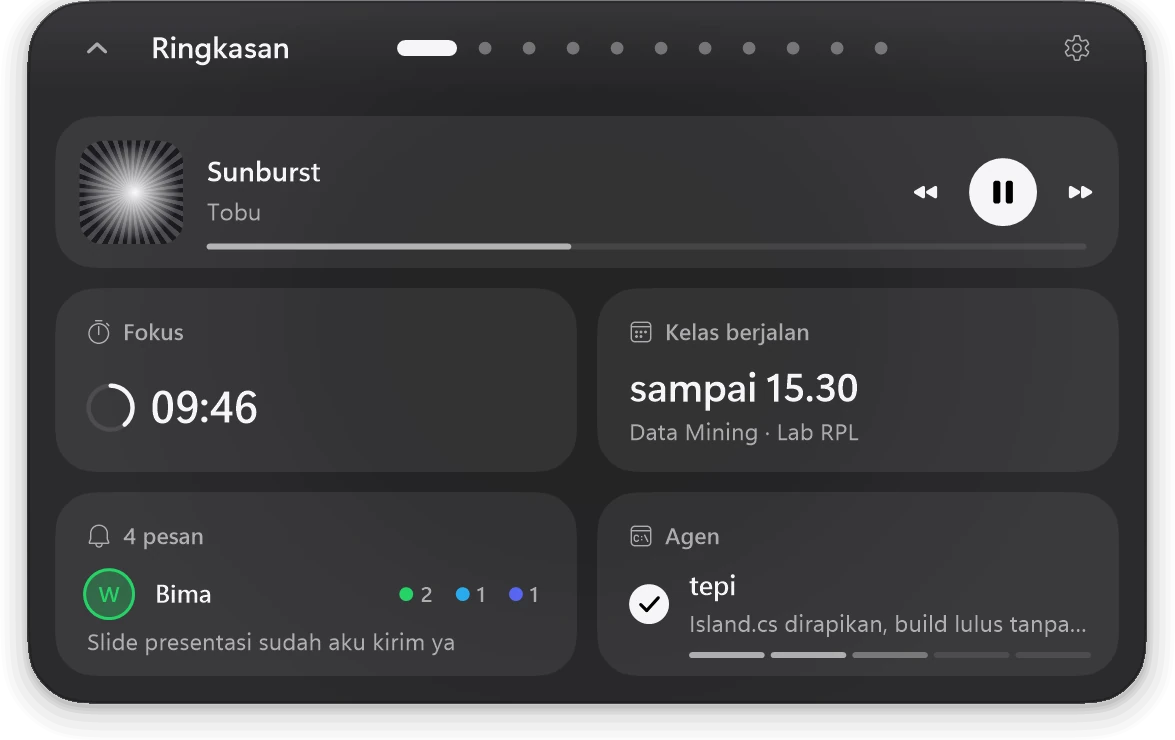 Ringkasan
Sunburst
Tobu
Fokus
09:46
Kelas berjalan
sampai 15.30
Data Mining · Lab RPL
4 pesan
W Bima 2 1 1
Slide presentasi sudah aku kirim ya
C:\ Agen
tepi
Island.cs dirapikan, build lulus tanpa...